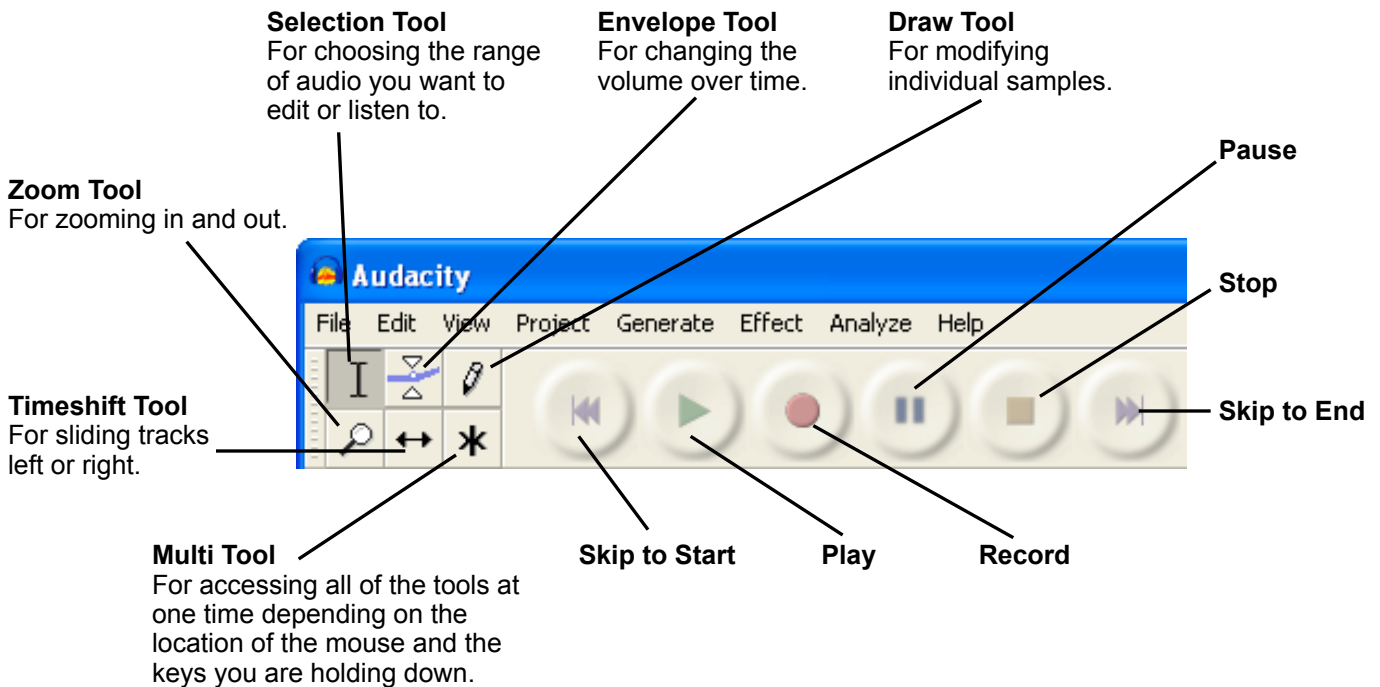 Selection Tool
For choosing the range
of audio you want to
edit or listen to.
Envelope Tool
For changing the
volume over time.
Draw Tool
For modifying
individual samples.
Pause
Zoom Tool
For zooming in and out.
Audacity
File Edit View Project Generate Effect Analyze Help
Stop
Timeshift Tool
For sliding tracks
left or right.
Skip to End
Multi Tool
For accessing all of the tools at
one time depending on the
location of the mouse and the
keys you are holding down.
Skip to Start
Play
Record